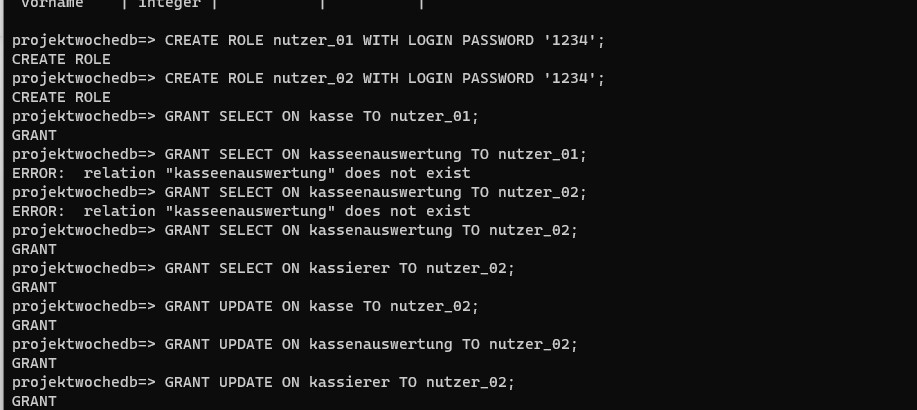 vorname    | integer |           |          |
projektwochedb=> CREATE ROLE nutzer_01 WITH LOGIN PASSWORD '1234';
CREATE ROLE
projektwochedb=> CREATE ROLE nutzer_02 WITH LOGIN PASSWORD '1234';
CREATE ROLE
projektwochedb=> GRANT SELECT ON kasse TO nutzer_01;
GRANT
projektwochedb=> GRANT SELECT ON kasseenauswertung TO nutzer_01;
ERROR:  relation "kasseenauswertung" does not exist
projektwochedb=> GRANT SELECT ON kasseenauswertung TO nutzer_02;
ERROR:  relation "kasseenauswertung" does not exist
projektwochedb=> GRANT SELECT ON kassenauswertung TO nutzer_02;
GRANT
projektwochedb=> GRANT SELECT ON kassierer TO nutzer_02;
GRANT
projektwochedb=> GRANT UPDATE ON kasse TO nutzer_02;
GRANT
projektwochedb=> GRANT UPDATE ON kassenauswertung TO nutzer_02;
GRANT
projektwochedb=> GRANT UPDATE ON kassierer TO nutzer_02;
GRANT